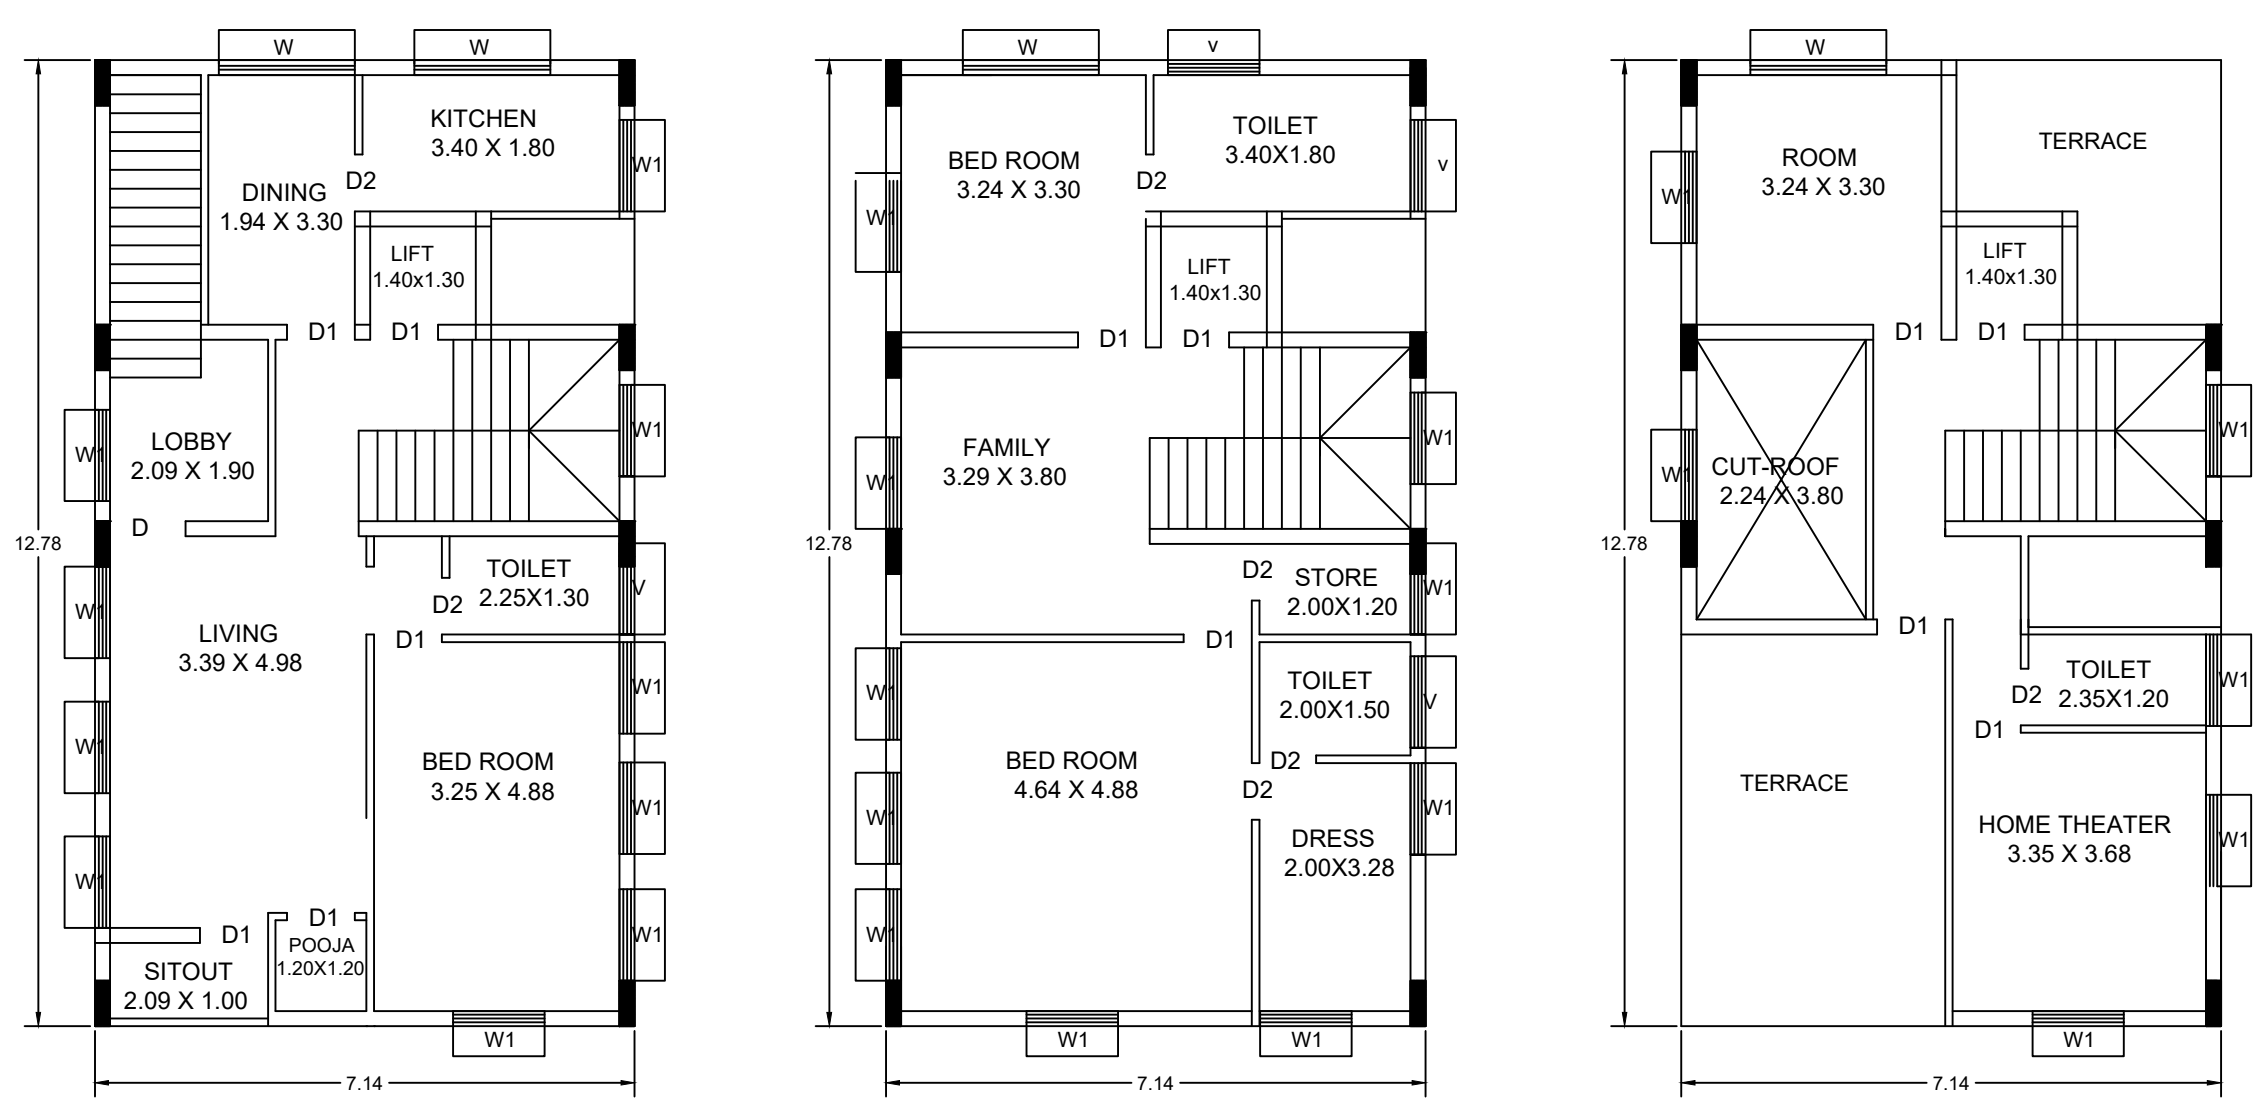 W
W
KITCHEN
3.40 X 1.80
W1
D2
DINING
1.94 X 3.30
LIFT
1.40x1.30
D1
D1
LOBBY
2.09 X 1.90
W1
W1
D
12.78
TOILET
2.25X1.30
V
D2
W1
LIVING
3.39 X 4.98
D1
W1
W1
BED ROOM
3.25 X 4.88
W1
W1
D1
D1
W1
POOJA
1.20X1.20
SITOUT
2.09 X 1.00
W1
7.14
W
v
TOILET
3.40X1.80
v
BED ROOM
3.24 X 3.30
D2
W1
LIFT
1.40x1.30
D1
D1
FAMILY
3.29 X 3.80
W1
W1
12.78
D2
STORE
2.00X1.20
W1
D1
W1
TOILET
2.00X1.50
V
BED ROOM
4.64 X 4.88
D2
D2
W1
W1
DRESS
2.00X3.28
W1
W1
W1
7.14
W
TERRACE
ROOM
3.24 X 3.30
W1
LIFT
1.40x1.30
D1
D1
W1
CUT-ROOF
2.24 X 3.80
W1
12.78
D1
TOILET
2.35X1.20
W1
D2
D1
TERRACE
HOME THEATER
3.35 X 3.68
W1
W1
7.14